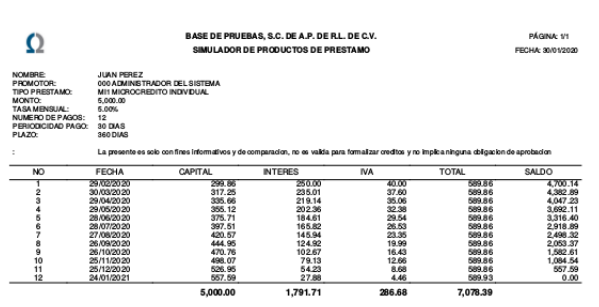 BASE DE PRUEBAS, S.C. DE A.P. DE R.L. DE C.V. PÁGINA: 1/1
SIMULADOR DE PRODUCTOS DE PRESTAMO FECHA: 30/01/2020
NOMBRE: JUAN PEREZ
PROMOTOR: 000 ADMINISTRADOR DEL SISTEMA
TIPO PRESTAMO: MI1 MICROCREDITO INDIVIDUAL
MONTO: 5,000.00
TASA MENSUAL: 5.00%
NUMERO DE PAGOS: 12
PERIODICIDAD PAGO: 30 DIAS
PLAZO: 360 DIAS
: La presente es solo con fines informativos y de comparacion, no es valida para formalizar creditos y no implica ninguna obligacion de aprobacion
NO FECHA CAPITAL INTERES IVA TOTAL SALDO
1 29/02/2020 299.86 250.00 40.00 589.86 4,700.14
2 30/03/2020 317.25 235.01 37.60 589.86 4,382.89
3 29/04/2020 335.66 219.14 35.06 589.86 4,047.23
4 29/05/2020 355.12 202.36 32.38 589.86 3,692.11
5 28/06/2020 375.71 184.61 29.54 589.86 3,316.40
6 28/07/2020 397.51 165.82 26.53 589.86 2,918.89
7 27/08/2020 420.57 145.94 23.35 589.86 2,498.32
8 26/09/2020 444.95 124.92 19.99 589.86 2,053.37
9 26/10/2020 470.76 102.67 16.43 589.86 1,582.61
10 25/11/2020 498.07 79.13 12.66 589.86 1,084.54
11 25/12/2020 526.95 54.23 8.68 589.86 557.59
12 24/01/2021 557.59 27.88 4.46 589.93 0.00
5,000.00 1,791.71 286.68 7,078.39